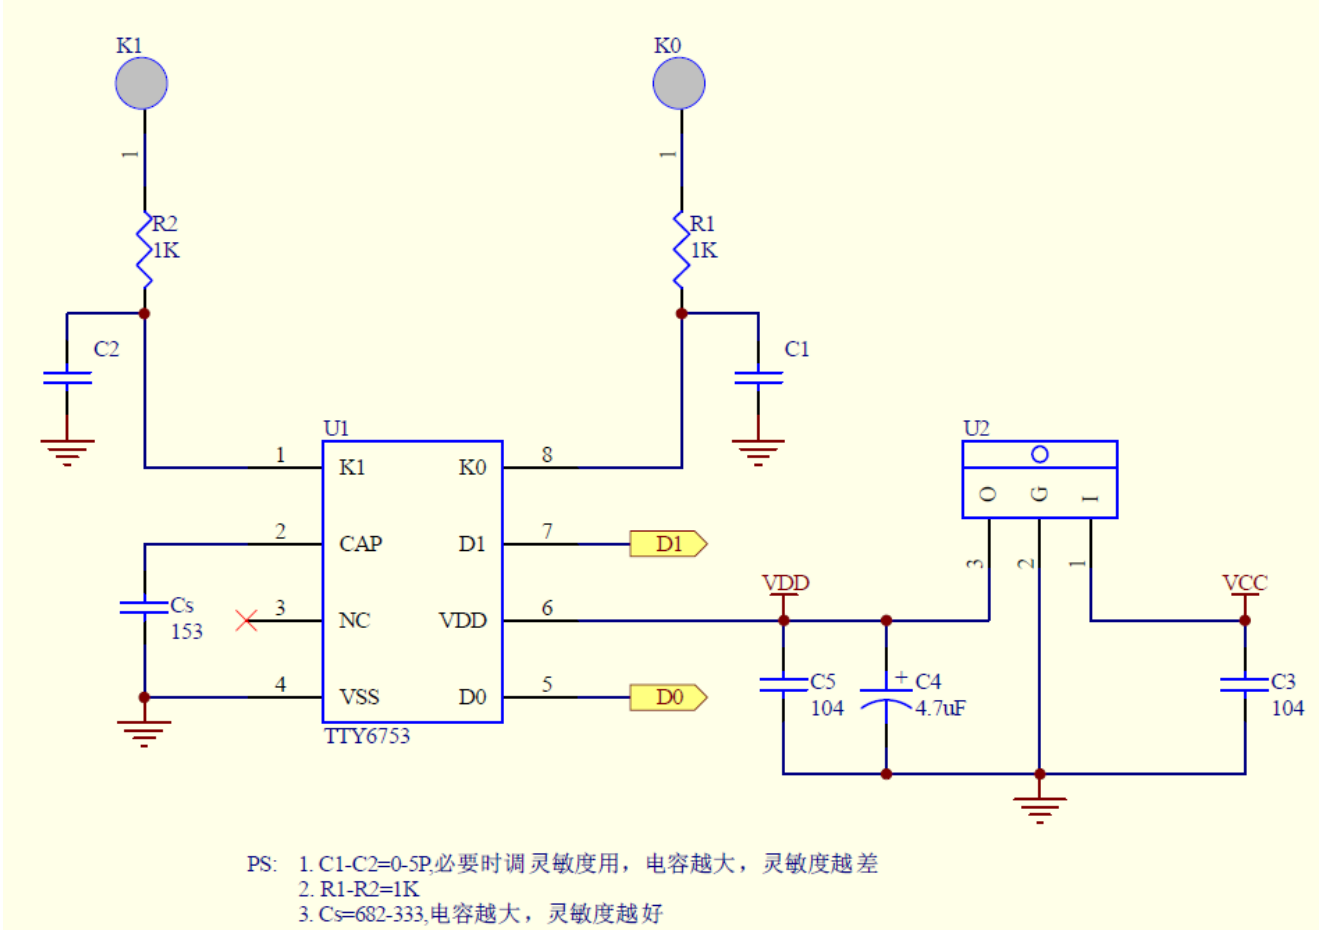 K1
K0
1
1
R2
1K
R1
1K
C2
C1
U1
U2
1
K1
K0
8
O
G
I
2
CAP
D1
7
D1
3
2
1
VDD
VCC
Cs
153
3
NC
VDD
6
C5
104
+
C4
4.7uF
C3
104
4
VSS
D0
5
D0
TTY6753
PS: 1. C1-C2=0-5P,必要时调灵敏度用，电容越大，灵敏度越差
2. R1-R2=1K
3. Cs=682-333,电容越大，灵敏度越好